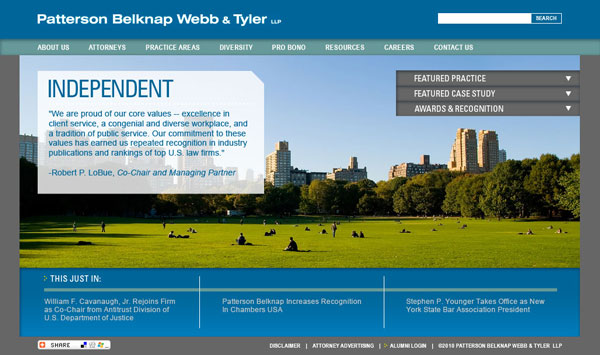 Patterson Belknap Webb & Tyler LLP
SEARCH
ABOUT US ATTORNEYS PRACTICE AREAS DIVERSITY PRO BONO RESOURCES CAREERS CONTACT US
INDEPENDENT
"We are proud of our core values -- excellence in
client service, a congenial and diverse workplace, and
a tradition of public service. Our commitment to these
values has earned us repeated recognition in industry
publications and rankings of top U.S. law firms."
-Robert P. LoBue, Co-Chair and Managing Partner
FEATURED PRACTICE
FEATURED CASE STUDY
AWARDS & RECOGNITION
THIS JUST IN:
William F. Cavanaugh, Jr. Rejoins Firm
as Co-Chair from Antitrust Division of
U.S. Department of Justice
Patterson Belknap Increases Recognition
In Chambers USA
Stephen P. Younger Takes Office as New
York State Bar Association President
SHARE
DISCLAIMER | ATTORNEY ADVERTISING | ALUMNI LOGIN | ©2010 PATTERSON BELKNAP WEBB & TYLER LLP